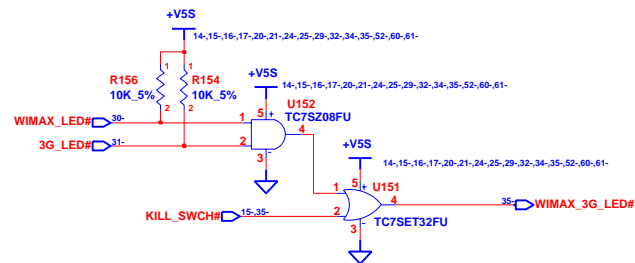 +V5S
14-,15-,16-,17-,20-,21-,24-,25-,29-,32-,34-,35-,52-,60-,61-
1 1
R156 R154
10K_5% 10K_5%
2 2
+V5S
14-,15-,16-,17-,20-,21-,24-,25-,29-,32-,34-,35-,52-,60-,61-
U152
TC7SZ08FU
5 +
WIMAX_LED# 30- 1
4
3G_LED# 31- 2
3 -
+V5S
14-,15-,16-,17-,20-,21-,24-,25-,29-,32-,34-,35-,52-,60-,61-
5 + U151
1
4 35- WIMAX_3G_LED#
KILL_SWCH# 15-,35- 2
TC7SET32FU
3 -